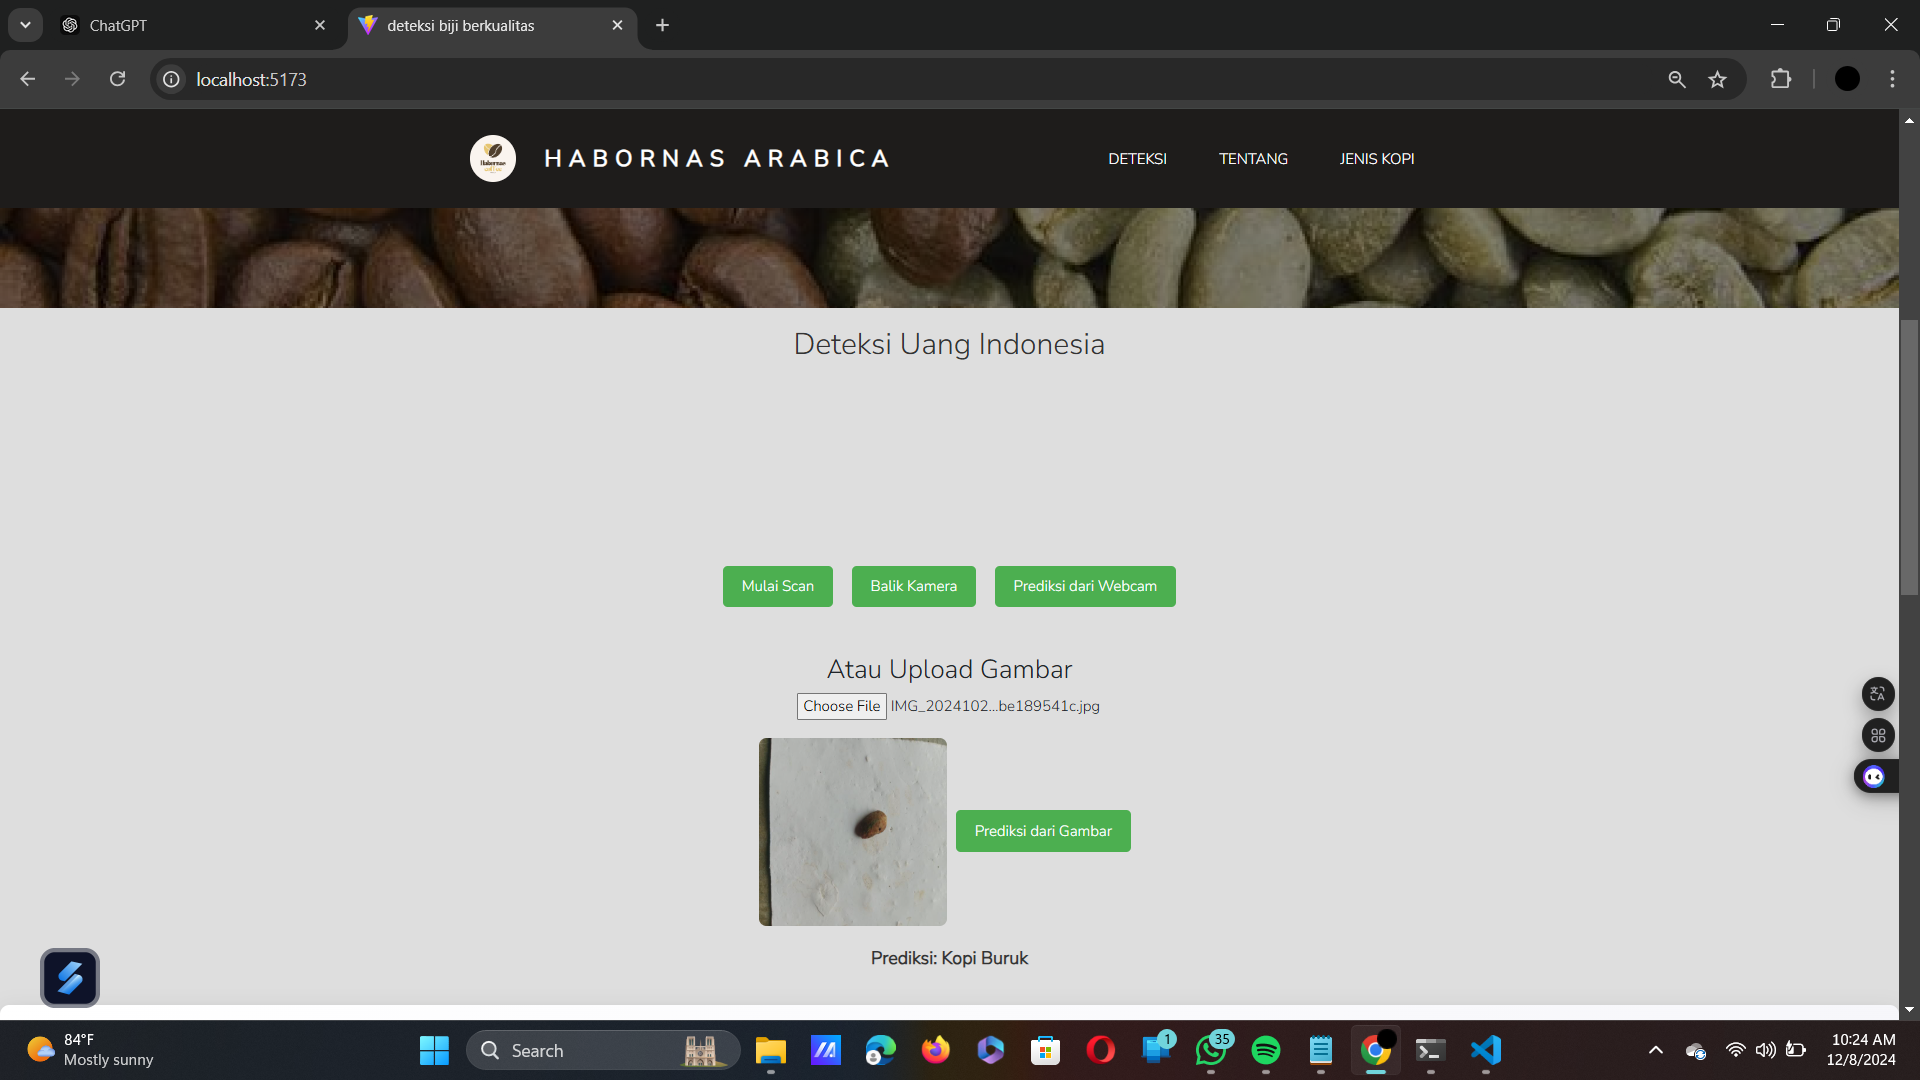 ChatGPT
deteksi biji berkualitas
localhost:5173
Habornas
HABORNAS ARABICA
DETEKSI
TENTANG
JENIS KOPI
Deteksi Uang Indonesia
Mulai Scan
Balik Kamera
Prediksi dari Webcam
Atau Upload Gambar
Choose File IMG_2024102...be189541c.jpg
Prediksi dari Gambar
Prediksi: Kopi Buruk
84°F
Mostly sunny
Search
1
35
10:24 AM
12/8/2024